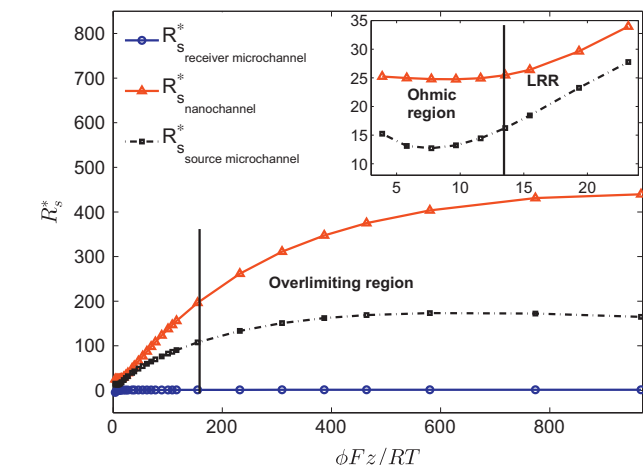 800
700
600
500
400
300
200
100
0
R*s
R*s receiver microchannel
R*s nanochannel
R*s source microchannel
35
30
25
20
15
10
Ohmic
region
LRR
5 10 15 20
Overlimiting region
0 200 400 600 800
ϕFz/RT